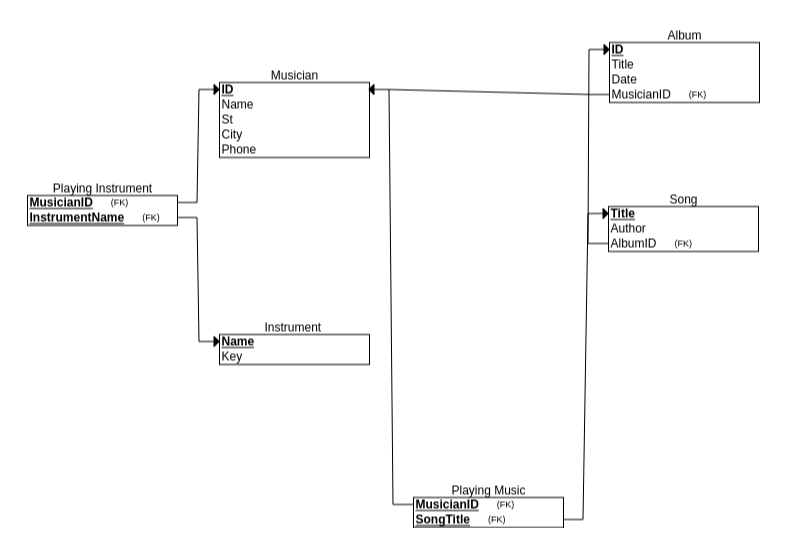 Album
ID
Title
Date
MusicianID (FK)
Musician
ID
Name
St
City
Phone
Playing Instrument
MusicianID (FK)
InstrumentName (FK)
Song
Title
Author
AlbumID (FK)
Instrument
Name
Key
Playing Music
MusicianID (FK)
SongTitle (FK)